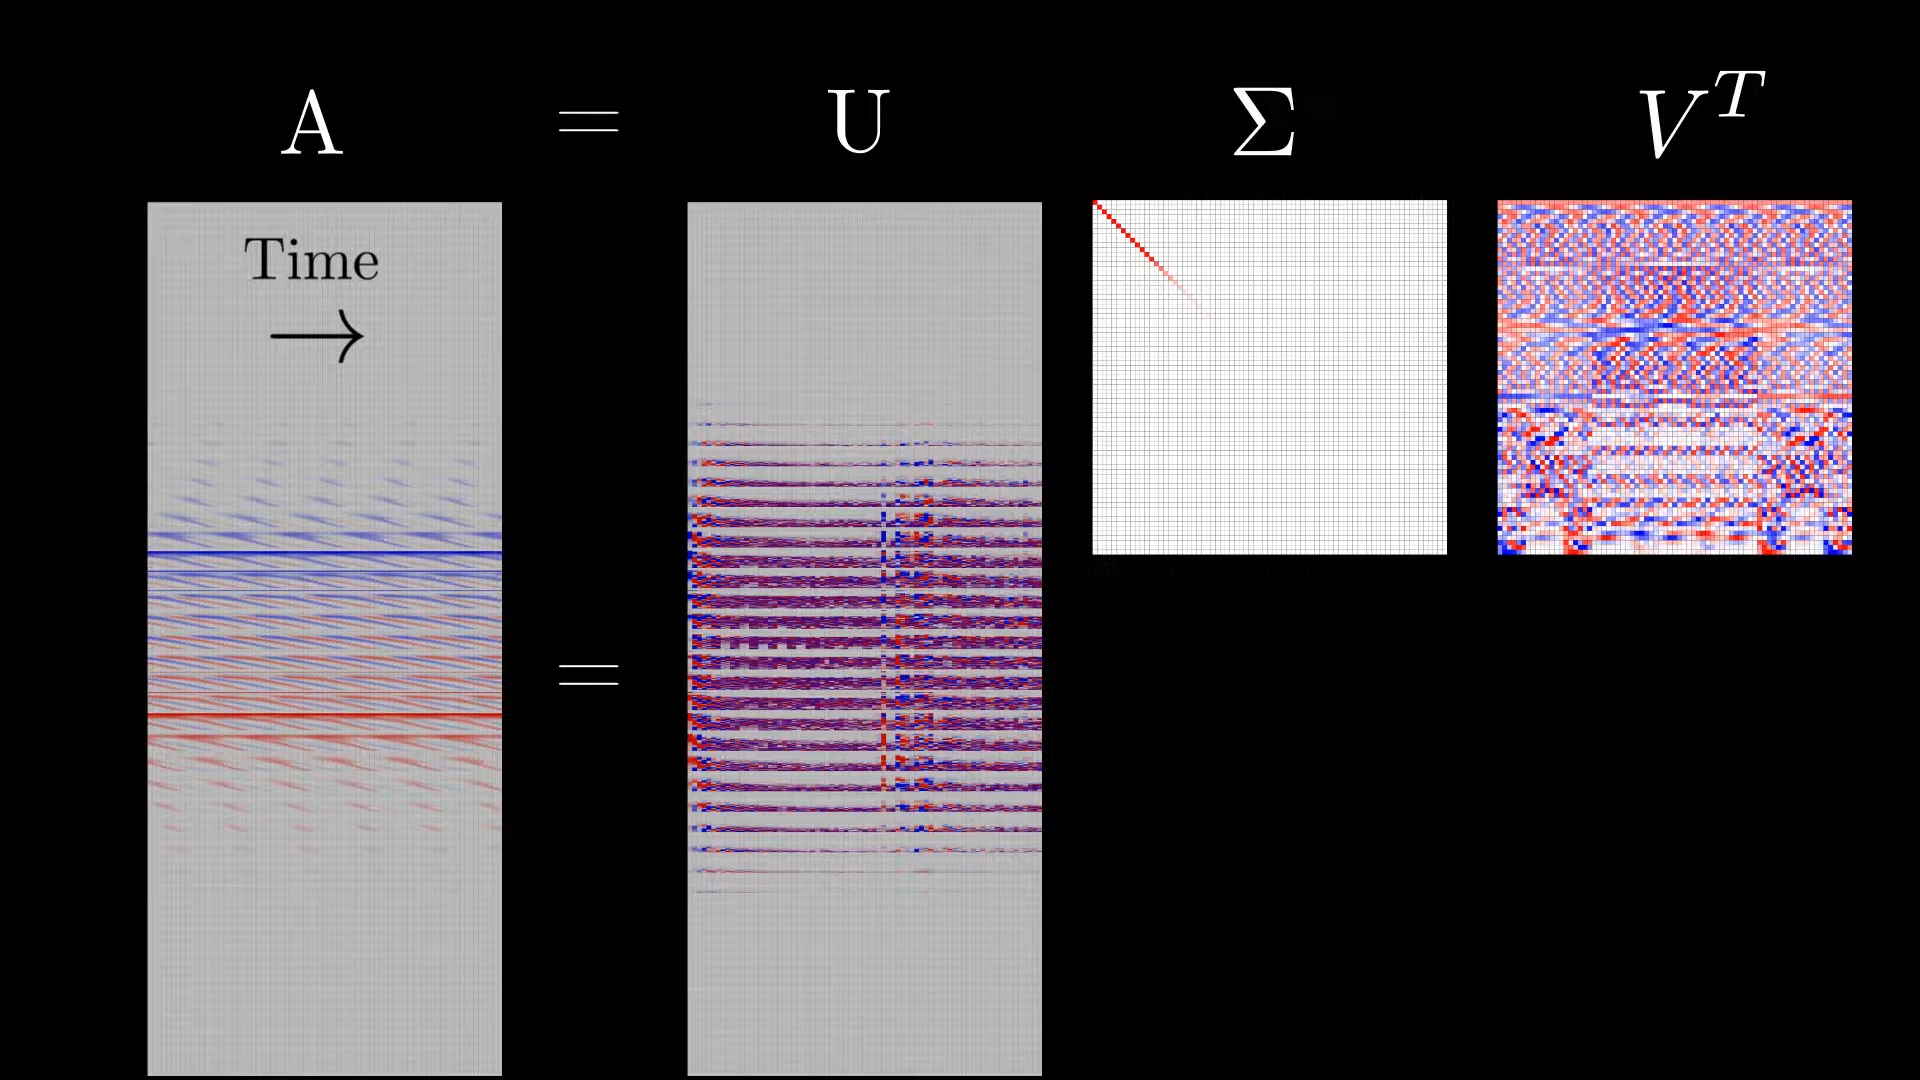 A = U Σ V^T
Time
→
=